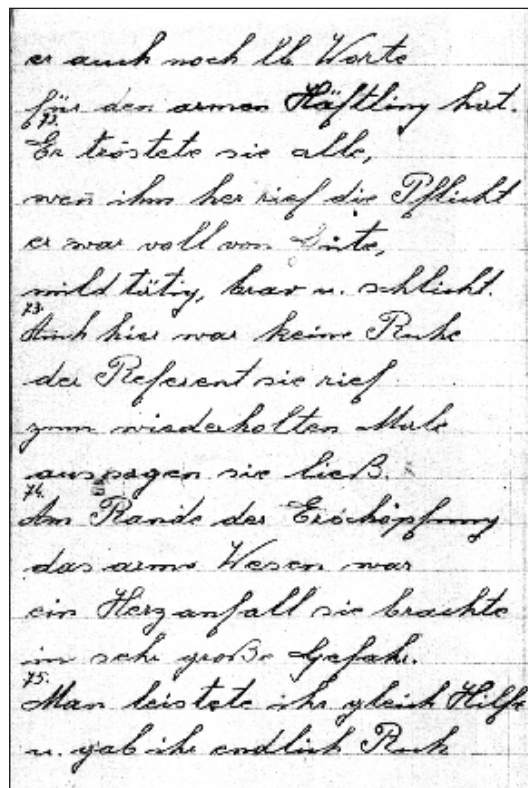 er auch noch lb Worte
für den armen Häftling hat.
72.
Er tröstete sie alle,
wen̄ ihm her rief die Pflicht
er war voll von Güte,
mildtätig, brav u. schlicht.
73.
Auch hier war keine Ruhe
der Referent sie rief
zum wiederholten Male
aussagen sie ließ.
74.
Am Rande der Erschöpfung
das arme Wesen war
ein Herzanfall sie brachte
in sehr große Gefahr.
75.
Man leistete ihr gleich Hilfe
u. gab ihr endlich Ruh